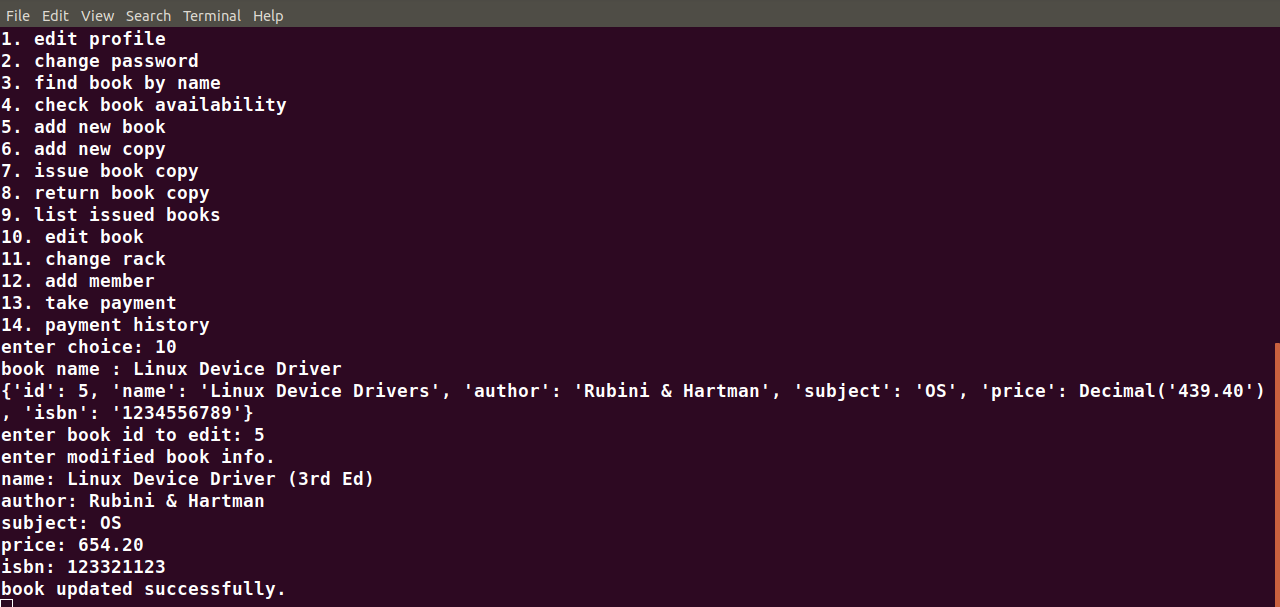 File Edit View Search Terminal Help
1. edit profile
2. change password
3. find book by name
4. check book availability
5. add new book
6. add new copy
7. issue book copy
8. return book copy
9. list issued books
10. edit book
11. change rack
12. add member
13. take payment
14. payment history
enter choice: 10
book name : Linux Device Driver
{'id': 5, 'name': 'Linux Device Drivers', 'author': 'Rubini & Hartman', 'subject': 'OS', 'price': Decimal('439.40')
, 'isbn': '1234556789'}
enter book id to edit: 5
enter modified book info.
name: Linux Device Driver (3rd Ed)
author: Rubini & Hartman
subject: OS
price: 654.20
isbn: 123321123
book updated successfully.